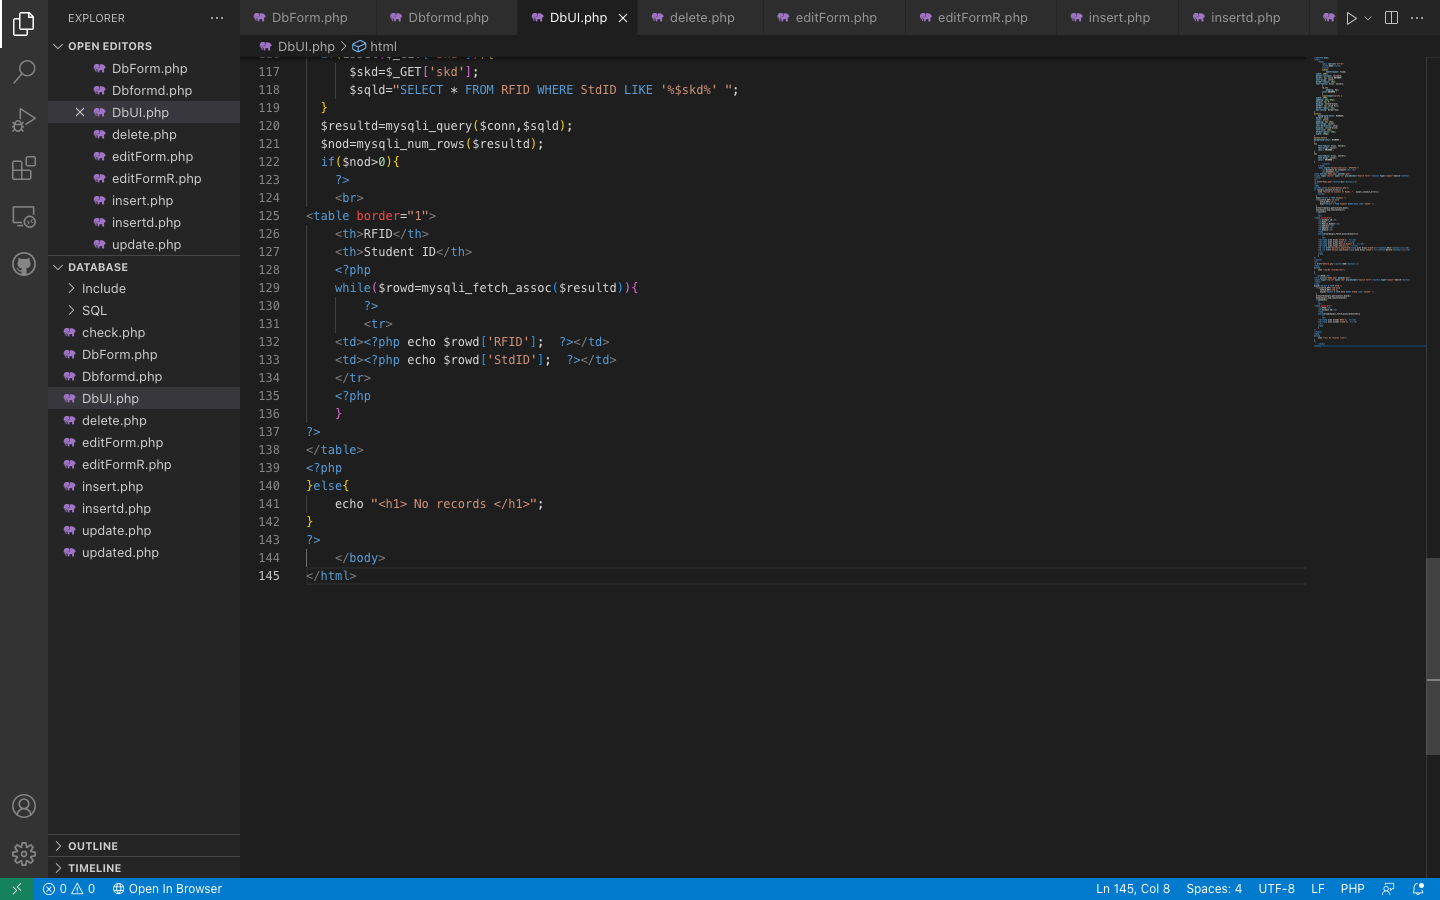 EXPLORER
OPEN EDITORS
DbForm.php
Dbformd.php
DbUI.php
delete.php
editForm.php
editFormR.php
insert.php
insertd.php
update.php
DATABASE
Include
SQL
check.php
DbForm.php
Dbformd.php
DbUI.php
delete.php
editForm.php
editFormR.php
insert.php
insertd.php
update.php
updated.php
OUTLINE
TIMELINE
DbForm.php Dbformd.php DbUI.php delete.php editForm.php editFormR.php insert.php insertd.php
DbUI.php > html
117 $skd=$_GET['skd'];
118 $sqld="SELECT * FROM RFID WHERE StdID LIKE '%$skd%' ";
119 }
120 $resultd=mysqli_query($conn,$sqld);
121 $nod=mysqli_num_rows($resultd);
122 if($nod>0){
123 ?>
124 <br>
125 <table border="1">
126 <th>RFID</th>
127 <th>Student ID</th>
128 <?php
129 while($rowd=mysqli_fetch_assoc($resultd)){
130 ?>
131 <tr>
132 <td><?php echo $rowd['RFID'];  ?></td>
133 <td><?php echo $rowd['StdID'];  ?></td>
134 </tr>
135 <?php
136 }
137 ?>
138 </table>
139 <?php
140 }else{
141 echo "<h1> No records </h1>";
142 }
143 ?>
144 </body>
145 </html>
0 0 Open In Browser Ln 145, Col 8 Spaces: 4 UTF-8 LF PHP